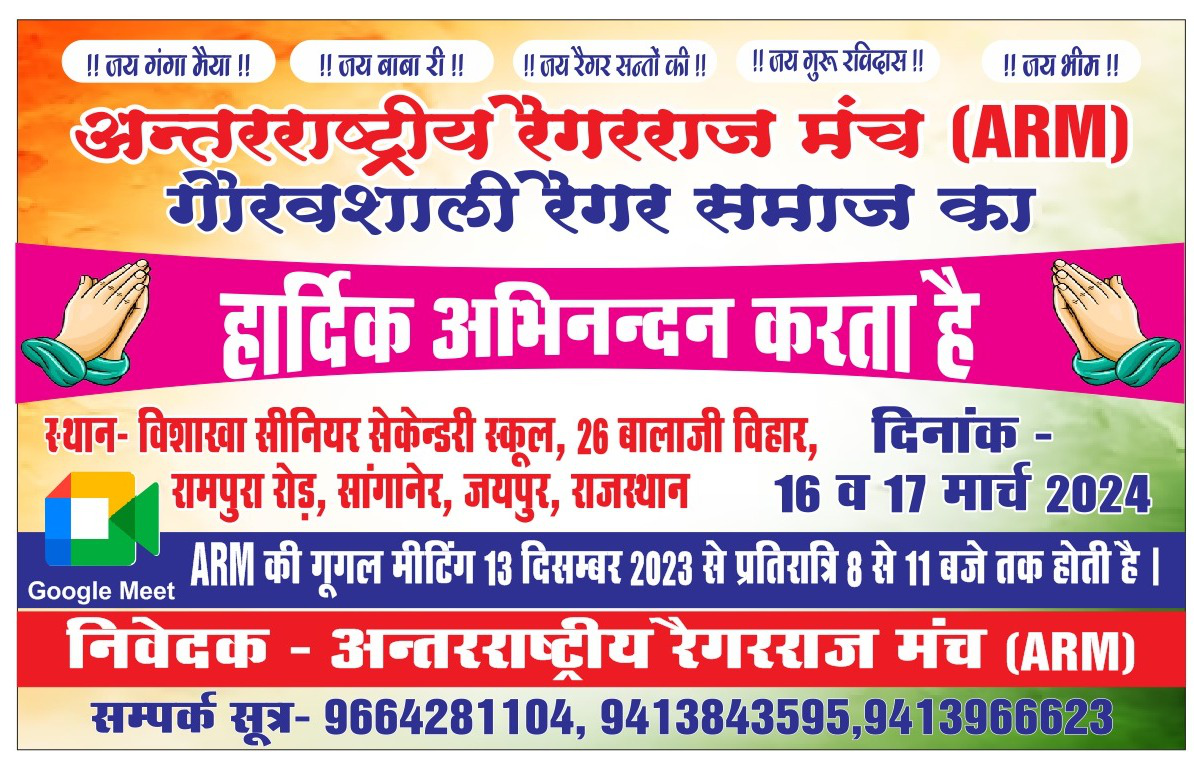 !! जय गंगा मैया !! !! जय बाबा री !! !! जय रैगर सन्तों की !! !! जय गुरू रविदास !! !! जय भीम !!
अन्तरराष्ट्रीय रैगरराज मंच (ARM)
गौरवशाली रैगर समाज का
हार्दिक अभिनन्दन करता है
स्थान- विशाखा सीनियर सेकेन्डरी स्कूल, 26 बालाजी विहार,
रामपुरा रोड़, सांगानेर, जयपुर, राजस्थान
दिनांक -
16 व 17 मार्च 2024
Google Meet
ARM की गूगल मीटिंग 13 दिसम्बर 2023 से प्रतिरात्रि 8 से 11 बजे तक होती है |
निवेदक - अन्तरराष्ट्रीय रैगरराज मंच (ARM)
सम्पर्क सूत्र- 9664281104, 9413843595,9413966623